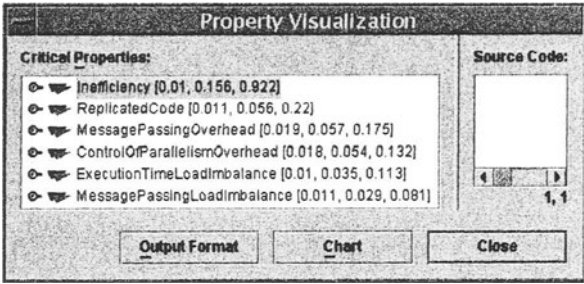 Property Visualization
Critical Properties:
Inefficiency [0.01, 0.156, 0.922]
ReplicatedCode [0.011, 0.056, 0.22]
MessagePassingOverhead [0.019, 0.057, 0.175]
ControlOfParallelismOverhead [0.018, 0.054, 0.132]
ExecutionTimeLoadImbalance [0.01, 0.035, 0.113]
MessagePassingLoadImbalance [0.011, 0.029, 0.081]
Source Code:
1, 1
Output Format
Chart
Close